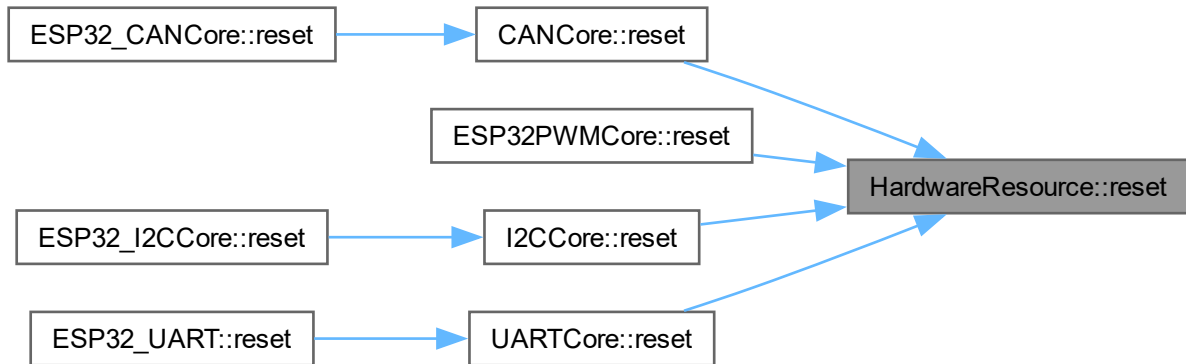 ESP32_CANCore::reset
CANCore::reset
ESP32PWMCore::reset
HardwareResource::reset
ESP32_I2CCore::reset
I2CCore::reset
ESP32_UART::reset
UARTCore::reset